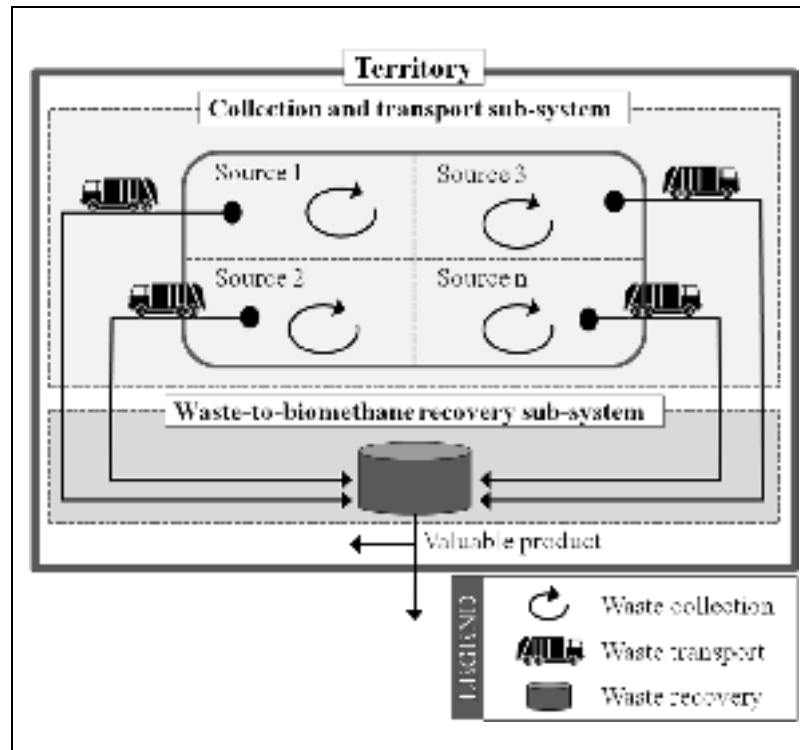 Territory
Collection and transport sub-system
Source 1
Source 3
Source 2
Source n
Waste-to-biomethane recovery sub-system
Valuable product
LEGEND
Waste collection
Waste transport
Waste recovery